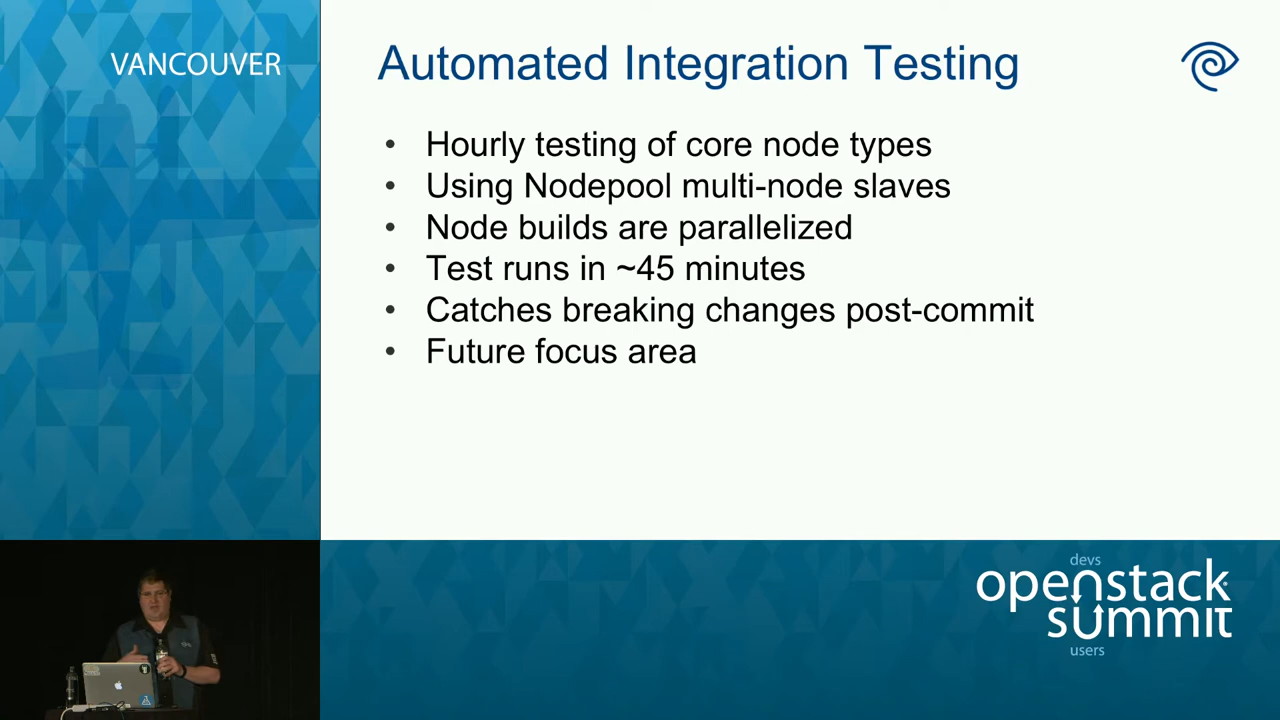 VANCOUVER
Automated Integration Testing
• Hourly testing of core node types
• Using Nodepool multi-node slaves
• Node builds are parallelized
• Test runs in ~45 minutes
• Catches breaking changes post-commit
• Future focus area
devs
openstack
summit
users